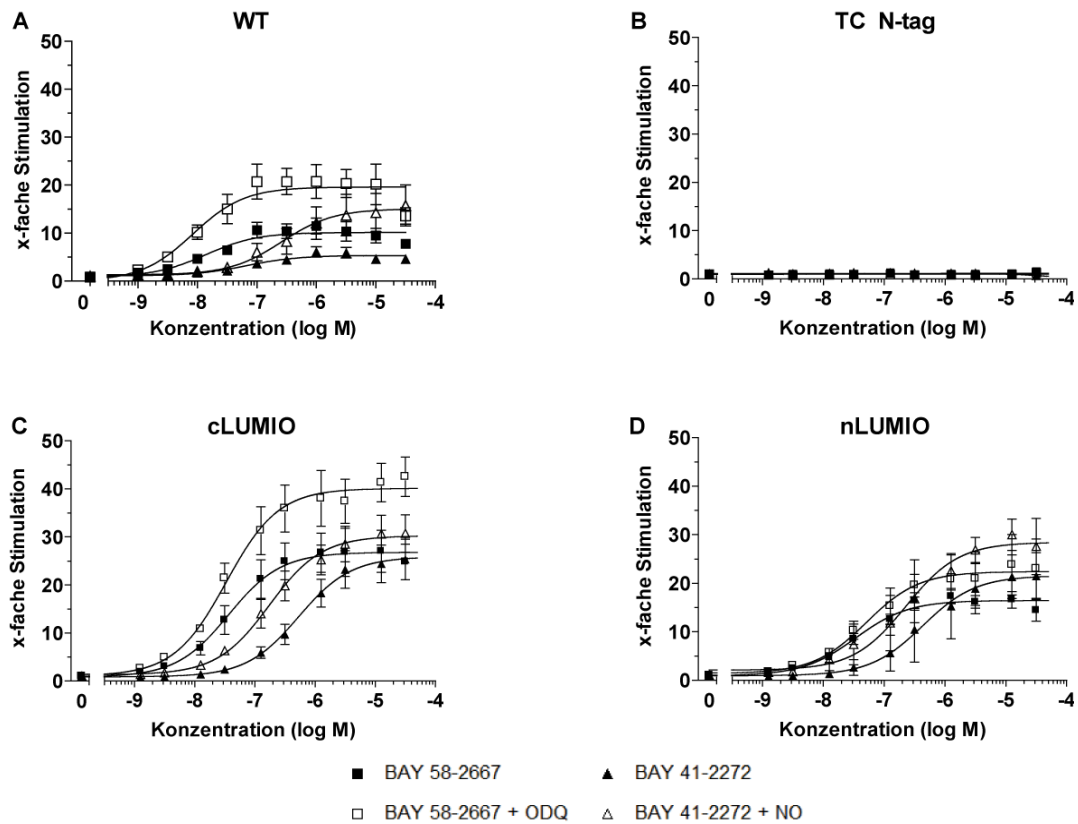 A
WT
x-fache Stimulation
50
40
30
20
10
0
0
-9
-8
-7
-6
-5
-4
Konzentration (log M)
B
TC N-tag
x-fache Stimulation
50
40
30
20
10
0
0
-9
-8
-7
-6
-5
-4
Konzentration (log M)
C
cLUMIO
x-fache Stimulation
50
40
30
20
10
0
0
-9
-8
-7
-6
-5
-4
Konzentration (log M)
D
nLUMIO
x-fache Stimulation
50
40
30
20
10
0
0
-9
-8
-7
-6
-5
-4
Konzentration (log M)
BAY 58-2667
BAY 41-2272
BAY 58-2667 + ODQ
BAY 41-2272 + NO